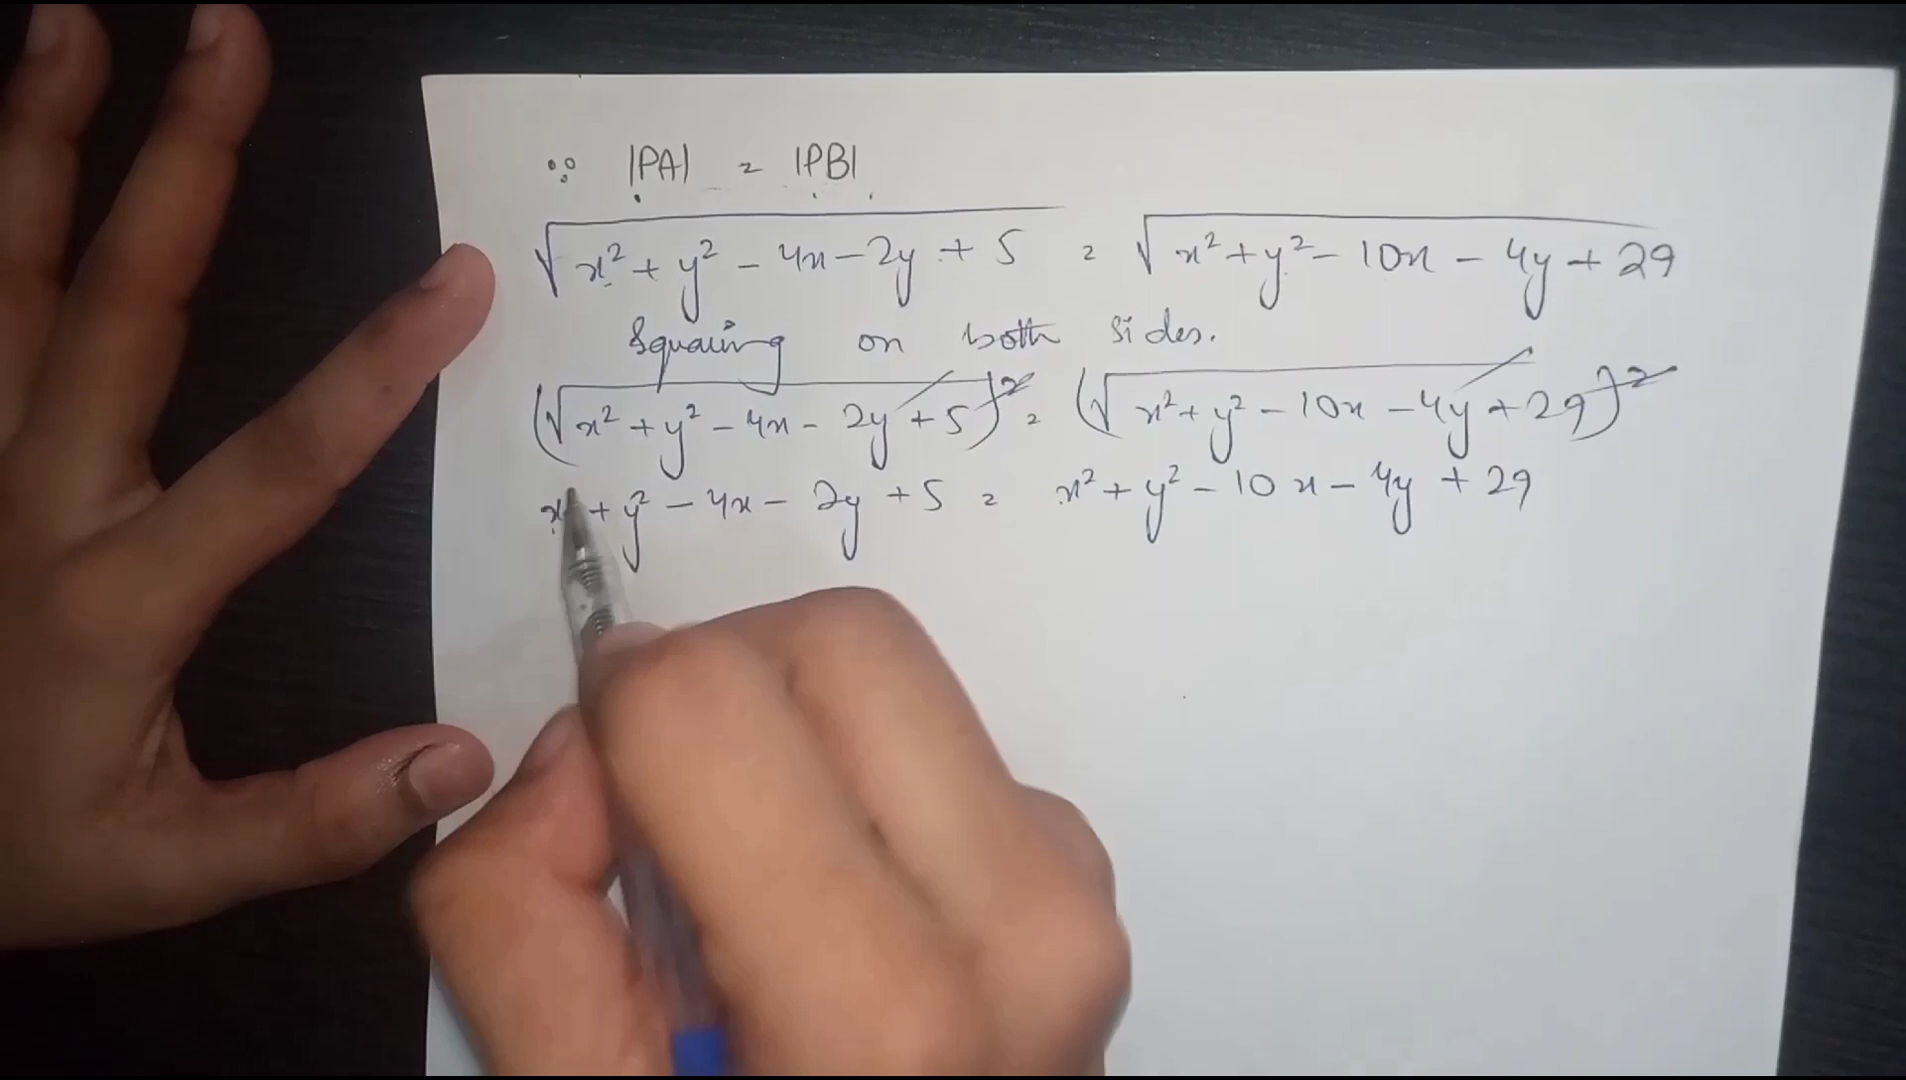 ∵ |PA| = |PB|
√x² + y² - 4x - 2y + 5 = √x² + y² - 10x - 4y + 29
Squaring on both sides.
(√x² + y² - 4x - 2y + 5)² = (√x² + y² - 10x - 4y + 29)²
x² + y² - 4x - 2y + 5 = x² + y² - 10x - 4y + 29